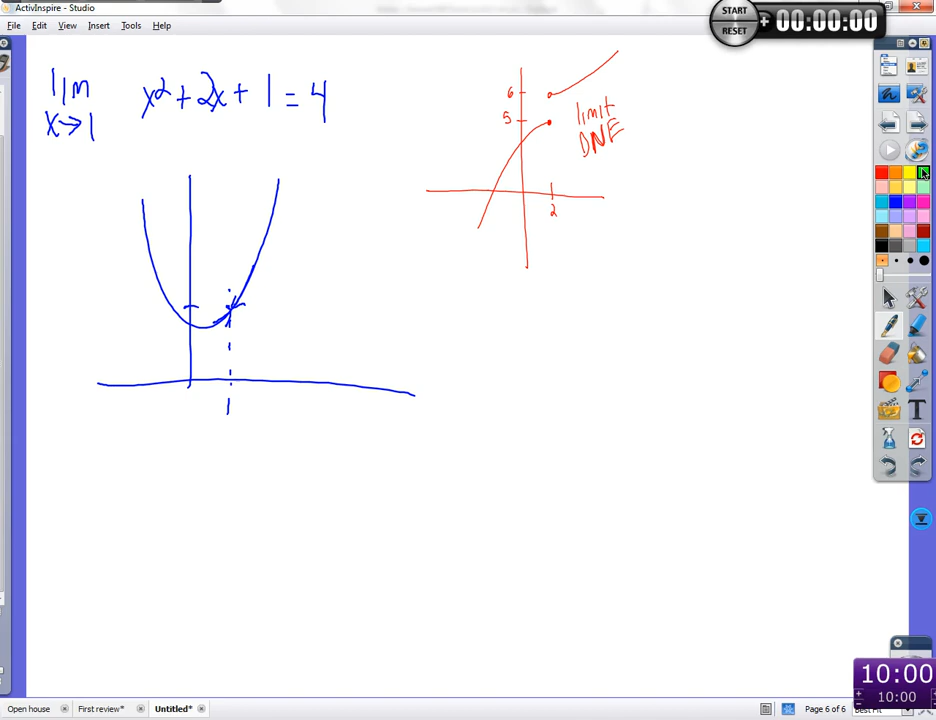 ActivInspire - Studio
File Edit View Insert Tools Help
START
RESET
00:00:00
lim x²+2x+1=4
x→1
6
5
limit
DNE
2
1
10:00
10:00
Open house First review* Untitled* Page 6 of 6 Best Fit